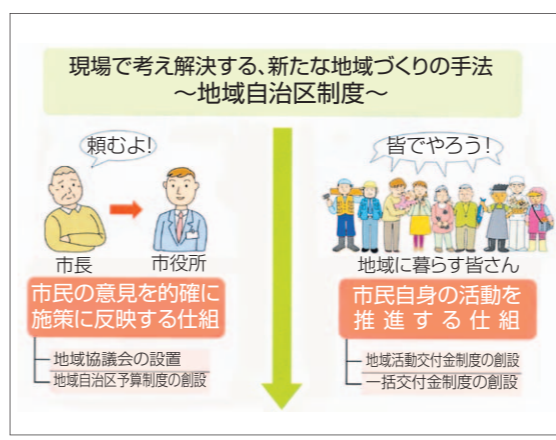 現場で考え解決する、新たな地域づくりの手法
～地域自治区制度～
頼むよ!
市長
市役所
市民の意見を的確に
施策に反映する仕組
地域協議会の設置
地域自治区予算制度の創設
皆でやろう!
地域に暮らす皆さん
市民自身の活動を
推進する仕組
地域活動交付金制度の創設
一括交付金制度の創設